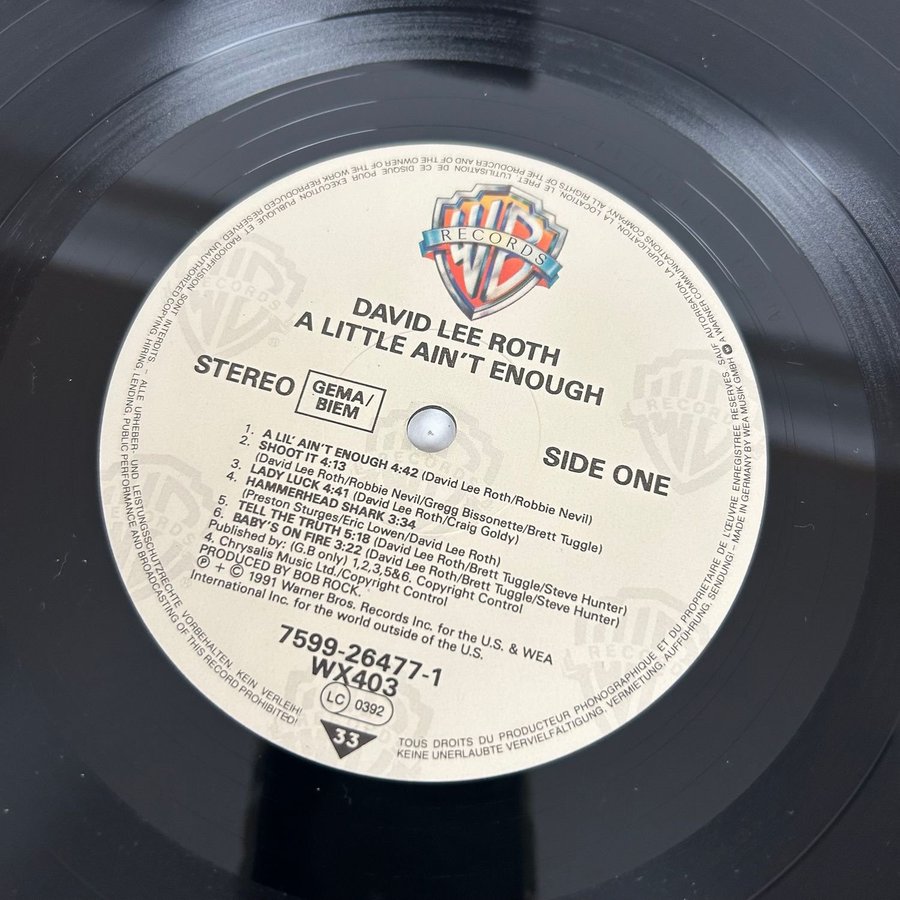 WB
RECORDS
DAVID LEE ROTH
A LITTLE AIN'T ENOUGH
STEREO
GEMA/
BIEM
SIDE ONE
1. A LIL' AIN'T ENOUGH 4:42 (David Lee Roth/Robbie Nevil)
2. SHOOT IT 4:13
(David Lee Roth/Robbie Nevil/Gregg Bissonette/Brett Tuggle)
3. LADY LUCK 4:41 (David Lee Roth/Craig Goldy)
4. HAMMERHEAD SHARK 3:34
(Preston Sturges/Eric Lowen/David Lee Roth)
5. TELL THE TRUTH 5:18 (David Lee Roth/Brett Tuggle/Steve Hunter)
6. BABY'S ON FIRE 3:22 (David Lee Roth/Brett Tuggle/Steve Hunter)
Published by: (G.B only) 1,2,3,5&6, Copyright Control
4. Chrysalis Music Ltd./Copyright Control
PRODUCED BY BOB ROCK.
Ⓟ + © 1991 Warner Bros. Records Inc. for the U.S. & WEA
International Inc. for the world outside of the U.S.
7599-26477-1
WX403
LC 0392
33
TOUS DROITS DU PRODUCTEUR PHONOGRAPHIQUE ET DU PROPRIETAIRE DE L'ŒUVRE ENREGISTREE RESERVES. SAUF AUTORISATION, LA DUPLICATION, LA LOCATION, LE PRET, L'UTILISATION DE CE DISQUE POUR EXECUTION PUBLIQUE ET RADIODIFFUSION SONT INTERDITS – ALLE URHEBER- UND LEISTUNGSSCHUTZRECHTE VORBEHALTEN. KEIN VERLEIH!
KEINE UNERLAUBTE VERVIELFÄLTIGUNG, VERMIETUNG, AUFFÜHRUNG, SENDUNG! – MADE IN GERMANY BY WEA MUSIK GMBH A WARNER COMMUNICATIONS COMPANY. ALL RIGHTS OF THE PRODUCER AND OF THE OWNER OF THE WORK REPRODUCED RESERVED. UNAUTHORIZED COPYING, HIRING, LENDING, PUBLIC PERFORMANCE AND BROADCASTING OF THIS RECORD PROHIBITED!